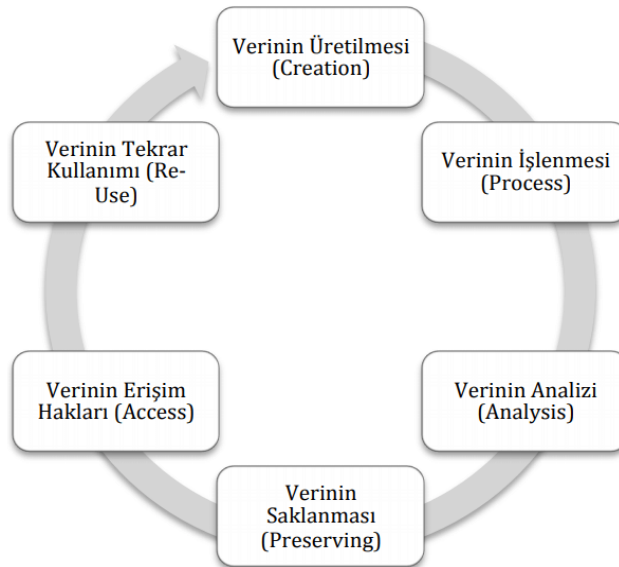 Verinin Üretilmesi
(Creation)
Verinin İşlenmesi
(Process)
Verinin Analizi
(Analysis)
Verinin
Saklanması
(Preserving)
Verinin Erişim
Hakları (Access)
Verinin Tekrar
Kullanımı (Re-
Use)